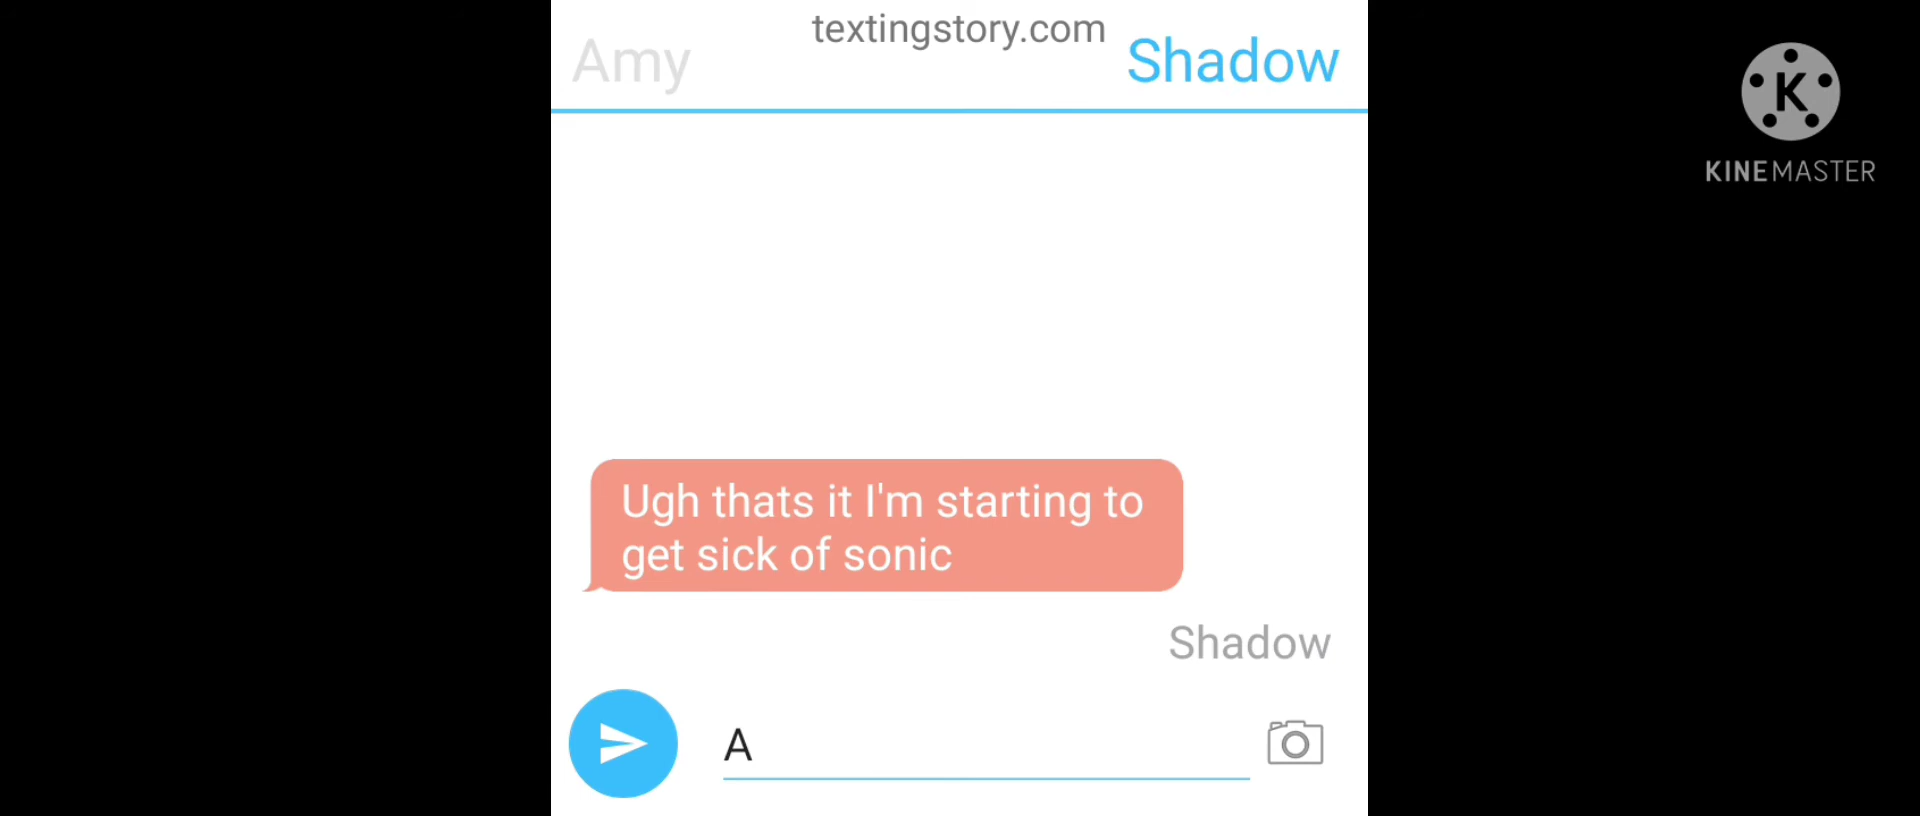 textingstory.com
Amy
Shadow
K
KINEMASTER
Ugh thats it I'm starting to
get sick of sonic
Shadow
A